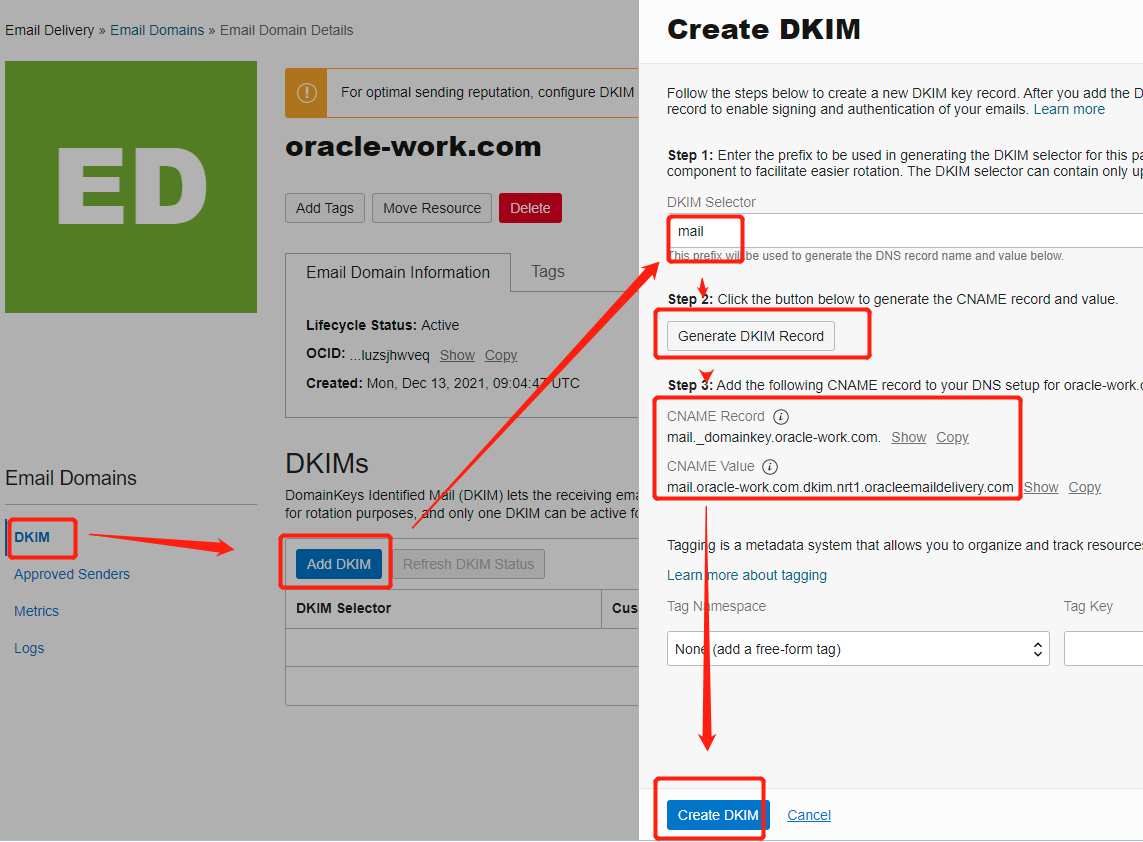 Email Delivery » Email Domains » Email Domain Details
ED
For optimal sending reputation, configure DKIM
oracle-work.com
Add Tags
Move Resource
Delete
Email Domain Information
Tags
Lifecycle Status: Active
OCID: ...luzsjhwveq Show Copy
Created: Mon, Dec 13, 2021, 09:04:47 UTC
Email Domains
DKIM
Approved Senders
Metrics
Logs
DKIMs
DomainKeys Identified Mail (DKIM) lets the receiving ema
for rotation purposes, and only one DKIM can be active fo
Add DKIM
Refresh DKIM Status
DKIM Selector
Cus
Create DKIM
Follow the steps below to create a new DKIM key record. After you add the D
record to enable signing and authentication of your emails. Learn more
Step 1: Enter the prefix to be used in generating the DKIM selector for this pa
component to facilitate easier rotation. The DKIM selector can contain only up
DKIM Selector
mail
This prefix will be used to generate the DNS record name and value below.
Step 2: Click the button below to generate the CNAME record and value.
Generate DKIM Record
Step 3: Add the following CNAME record to your DNS setup for oracle-work.c
CNAME Record
mail._domainkey.oracle-work.com. Show Copy
CNAME Value
mail.oracle-work.com.dkim.nrt1.oracleemaildelivery.com Show Copy
Tagging is a metadata system that allows you to organize and track resources
Learn more about tagging
Tag Namespace
Tag Key
None (add a free-form tag)
Create DKIM
Cancel